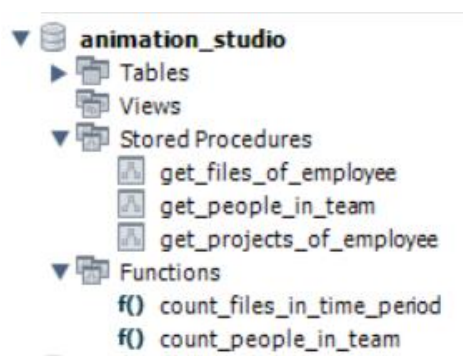 animation_studio
Tables
Views
Stored Procedures
get_files_of_employee
get_people_in_team
get_projects_of_employee
Functions
f() count_files_in_time_period
f() count_people_in_team